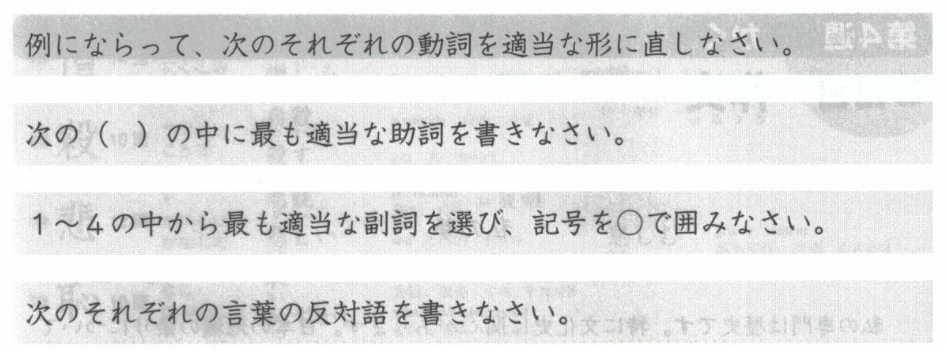 例にならって、次のそれぞれの動詞を適当な形に直しなさい。
次の（　）の中に最も適当な助詞を書きなさい。
１〜４の中から最も適当な副詞を選び、記号を○で囲みなさい。
次のそれぞれの言葉の反対語を書きなさい。